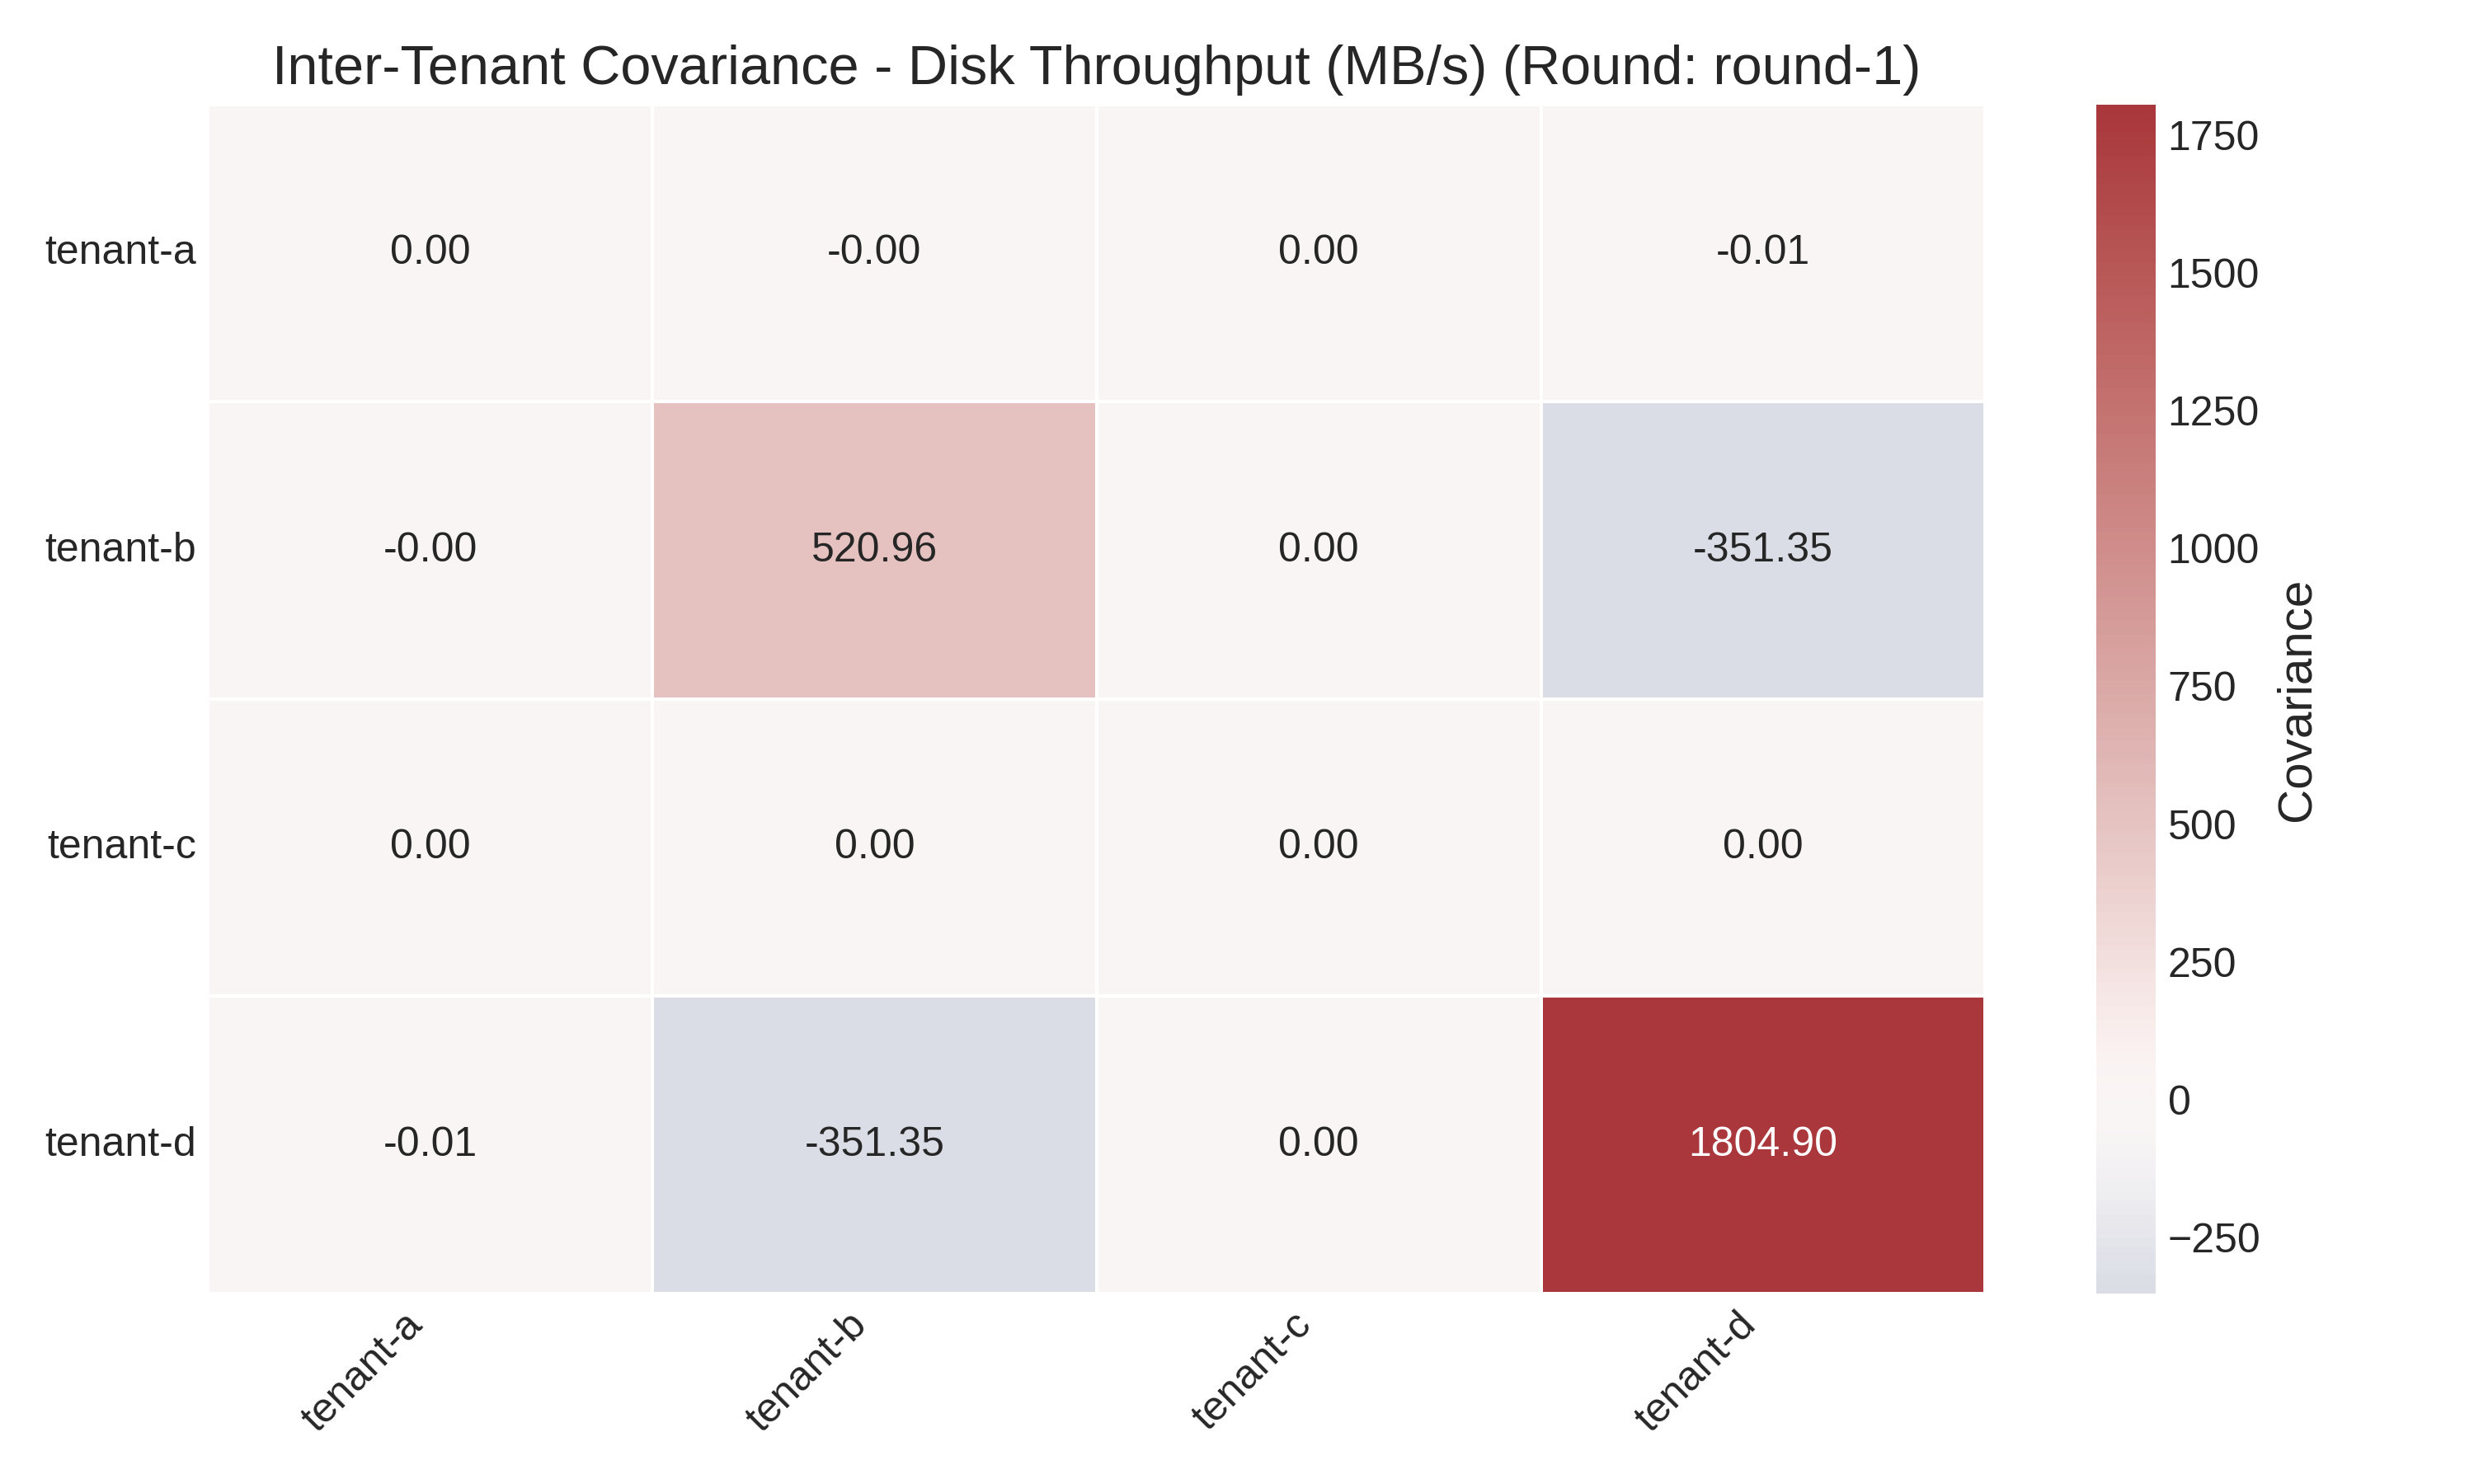 Inter-Tenant Covariance - Disk Throughput (MB/s) (Round: round-1)
tenant-a 0.00 -0.00 0.00 -0.01
tenant-b -0.00 520.96 0.00 -351.35
tenant-c 0.00 0.00 0.00 0.00
tenant-d -0.01 -351.35 0.00 1804.90
tenant-a tenant-b tenant-c tenant-d
1750
1500
1250
1000
750
500
250
0
−250
Covariance